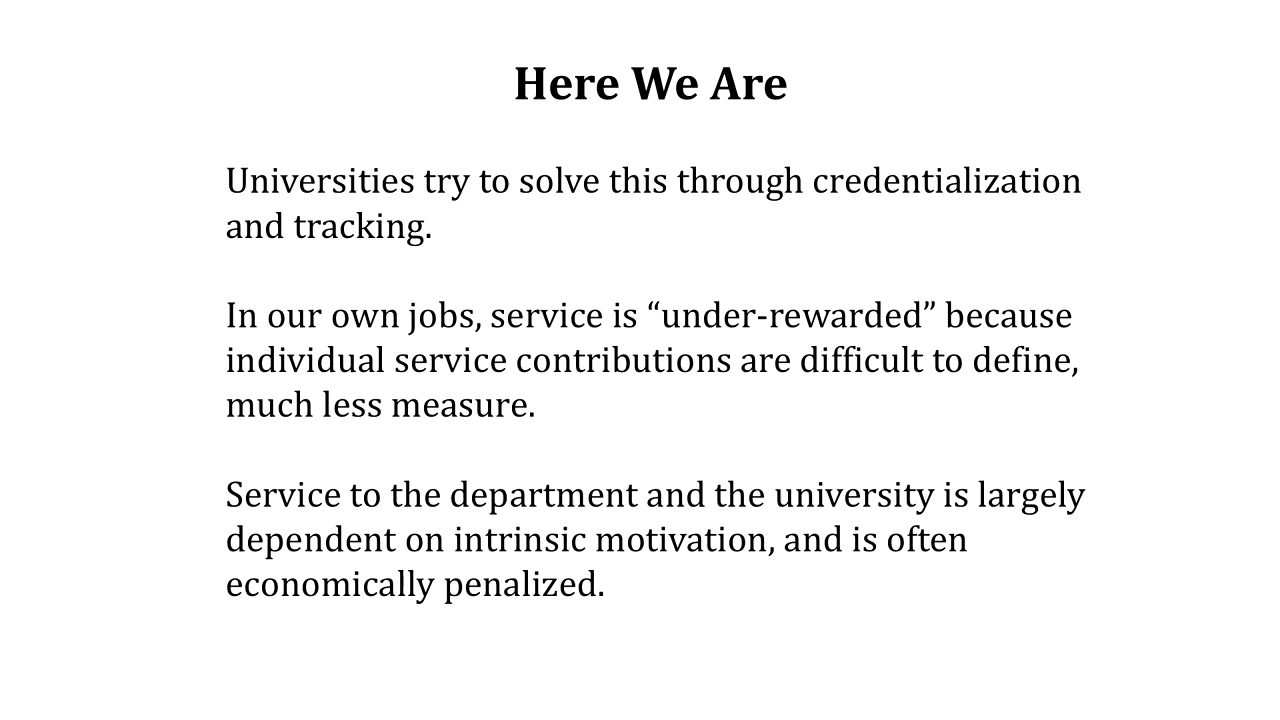 Here We Are
Universities try to solve this through credentialization
and tracking.
In our own jobs, service is “under-rewarded” because
individual service contributions are difficult to define,
much less measure.
Service to the department and the university is largely
dependent on intrinsic motivation, and is often
economically penalized.